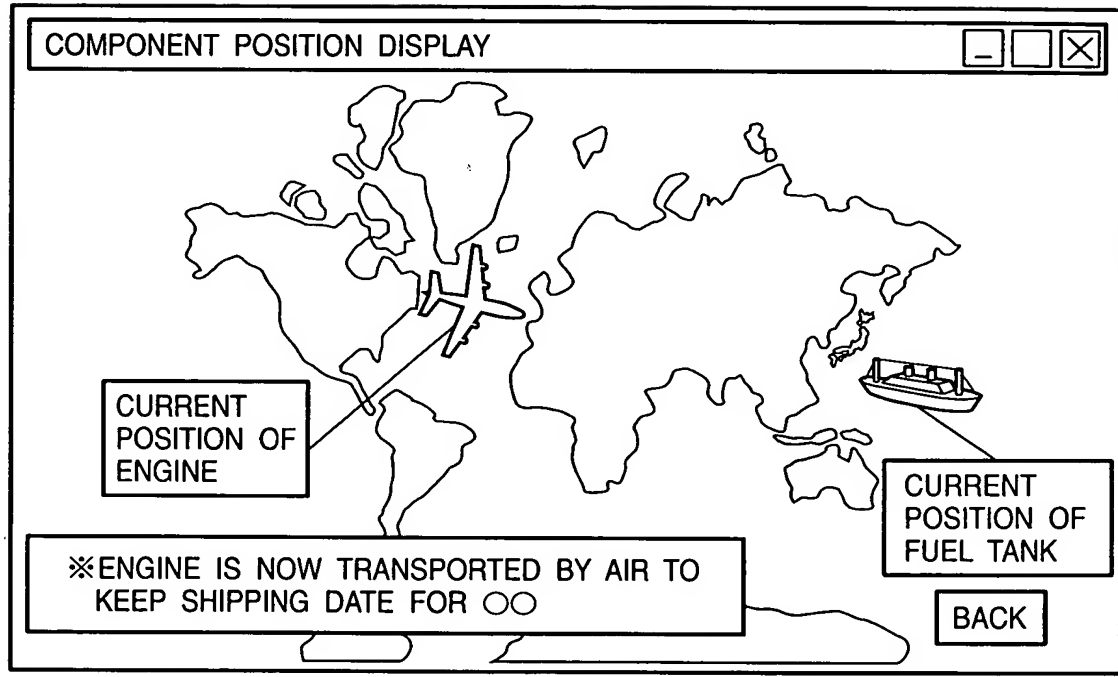 COMPONENT POSITION DISPLAY
CURRENT
POSITION OF
ENGINE
CURRENT
POSITION OF
FUEL TANK
※ENGINE IS NOW TRANSPORTED BY AIR TO
KEEP SHIPPING DATE FOR ○○
BACK